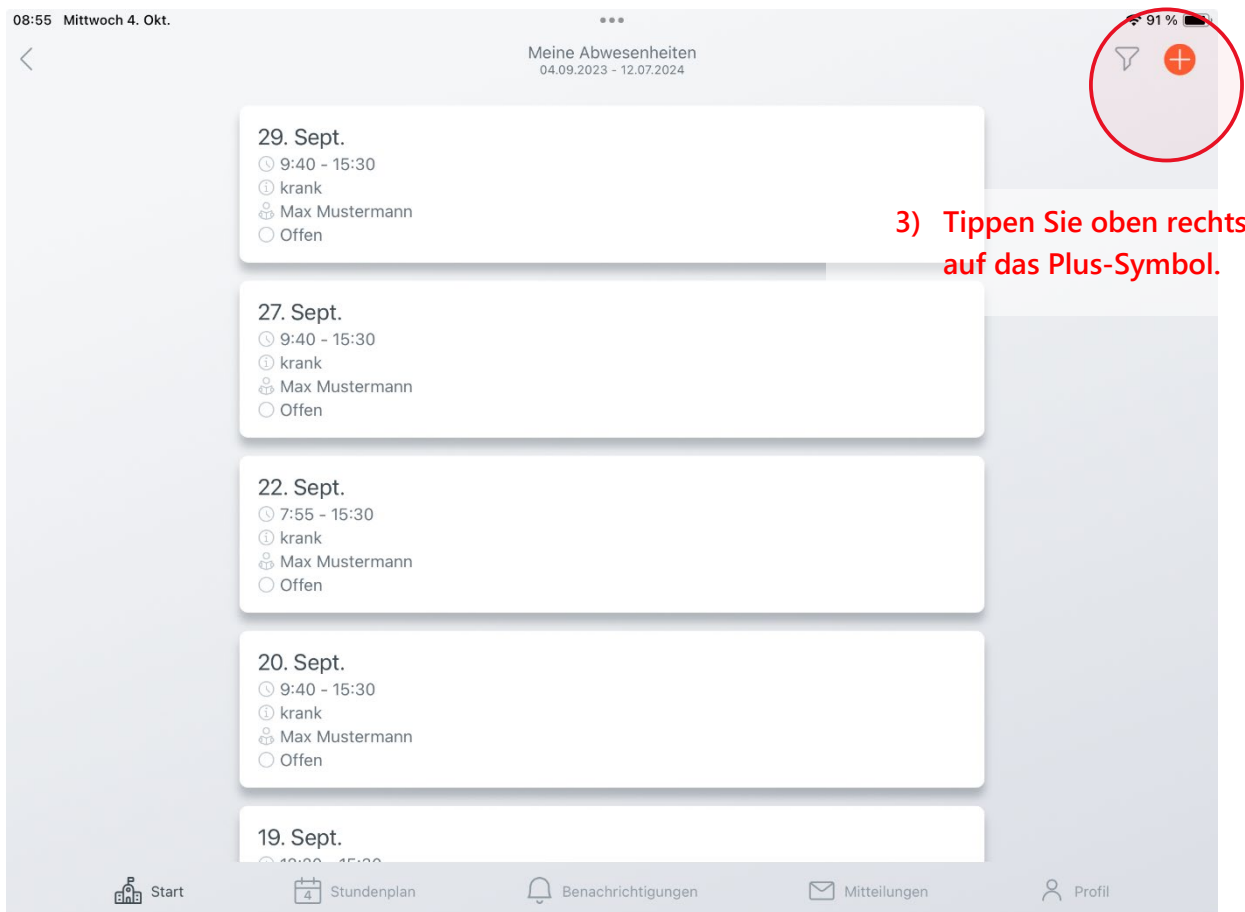 08:55 Mittwoch 4. Okt.
91 %
Meine Abwesenheiten
04.09.2023 - 12.07.2024
29. Sept.
9:40 - 15:30
krank
Max Mustermann
Offen
3) Tippen Sie oben rechts
auf das Plus-Symbol.
27. Sept.
9:40 - 15:30
krank
Max Mustermann
Offen
22. Sept.
7:55 - 15:30
krank
Max Mustermann
Offen
20. Sept.
9:40 - 15:30
krank
Max Mustermann
Offen
19. Sept.
4
Start
Stundenplan
Benachrichtigungen
Mitteilungen
Profil